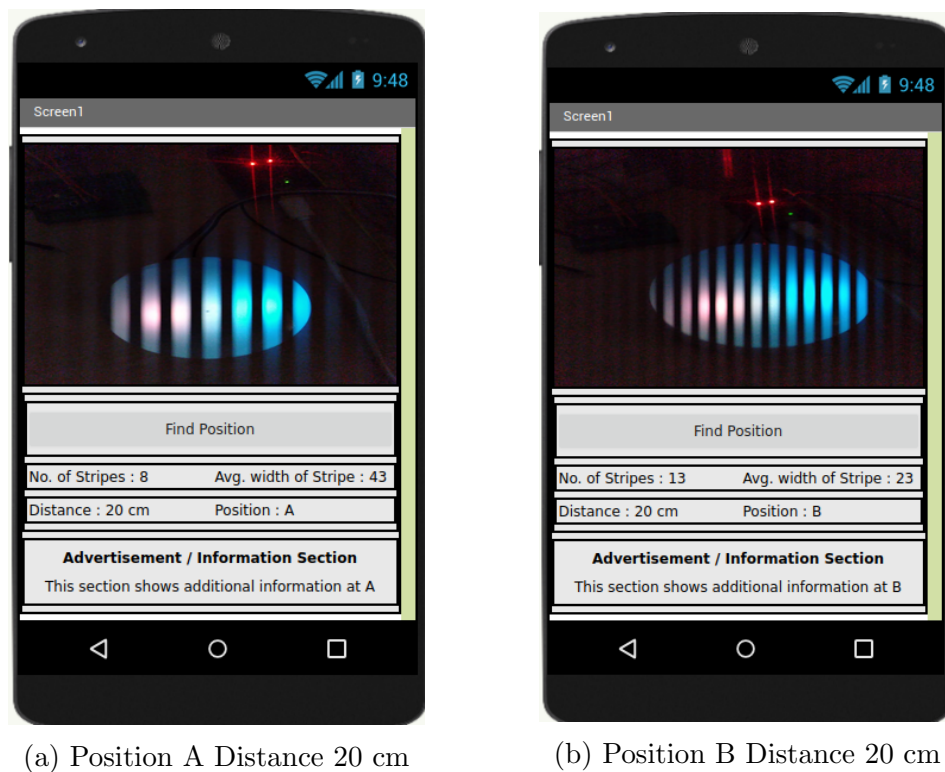 9:48
Screen1
Find Position
No. of Stripes : 8 Avg. width of Stripe : 43
Distance : 20 cm Position : A
Advertisement / Information Section
This section shows additional information at A
(a) Position A Distance 20 cm
9:48
Screen1
Find Position
No. of Stripes : 13 Avg. width of Stripe : 23
Distance : 20 cm Position : B
Advertisement / Information Section
This section shows additional information at B
(b) Position B Distance 20 cm